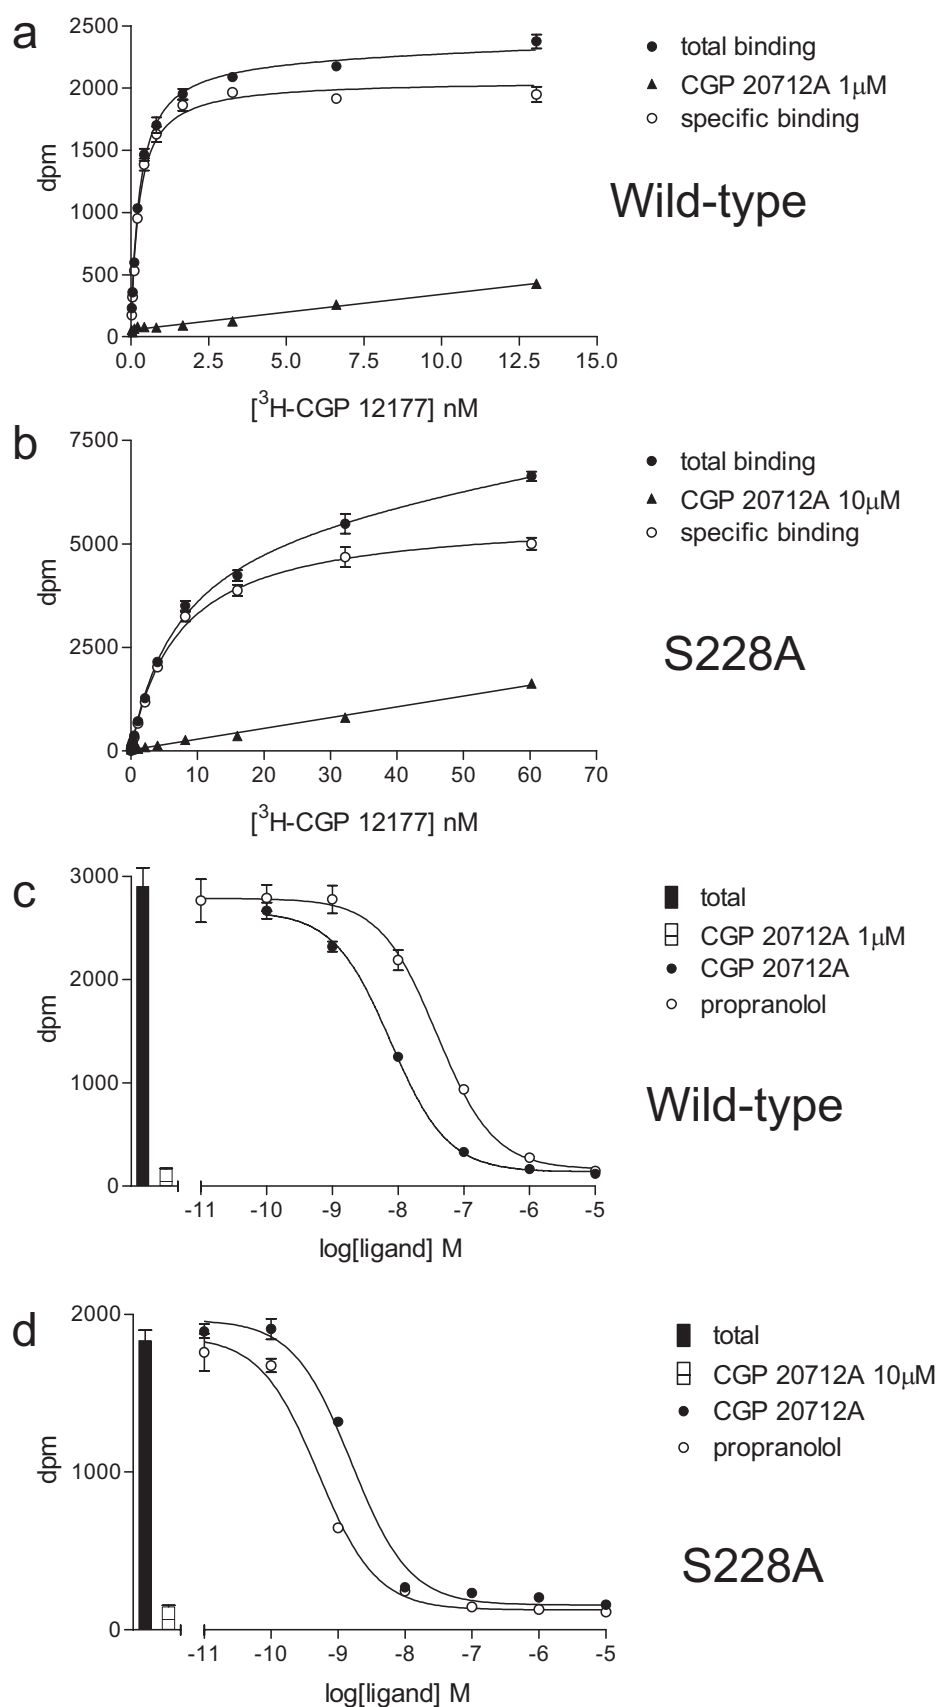 a
2500
2000
1500
1000
500
0
dpm
0.0 2.5 5.0 7.5 10.0 12.5 15.0
[³H-CGP 12177] nM
total binding
CGP 20712A 1μM
specific binding
Wild-type
b
7500
5000
2500
0
dpm
0 10 20 30 40 50 60 70
[³H-CGP 12177] nM
total binding
CGP 20712A 10μM
specific binding
S228A
c
3000
2000
1000
0
dpm
-11 -10 -9 -8 -7 -6 -5
log[ligand] M
total
CGP 20712A 1μM
CGP 20712A
propranolol
Wild-type
d
2000
1000
0
dpm
-11 -10 -9 -8 -7 -6 -5
log[ligand] M
total
CGP 20712A 10μM
CGP 20712A
propranolol
S228A